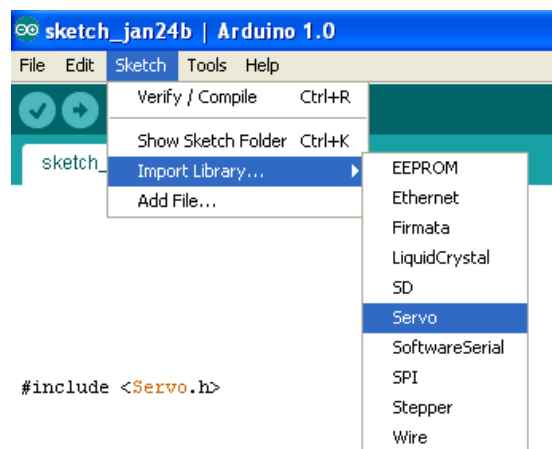 sketch_jan24b | Arduino 1.0
File Edit Sketch Tools Help
Verify / Compile Ctrl+R
Show Sketch Folder Ctrl+K
sketch_
Import Library...
Add File...
EEPROM
Ethernet
Firmata
LiquidCrystal
SD
Servo
SoftwareSerial
SPI
Stepper
Wire
#include <Servo.h>